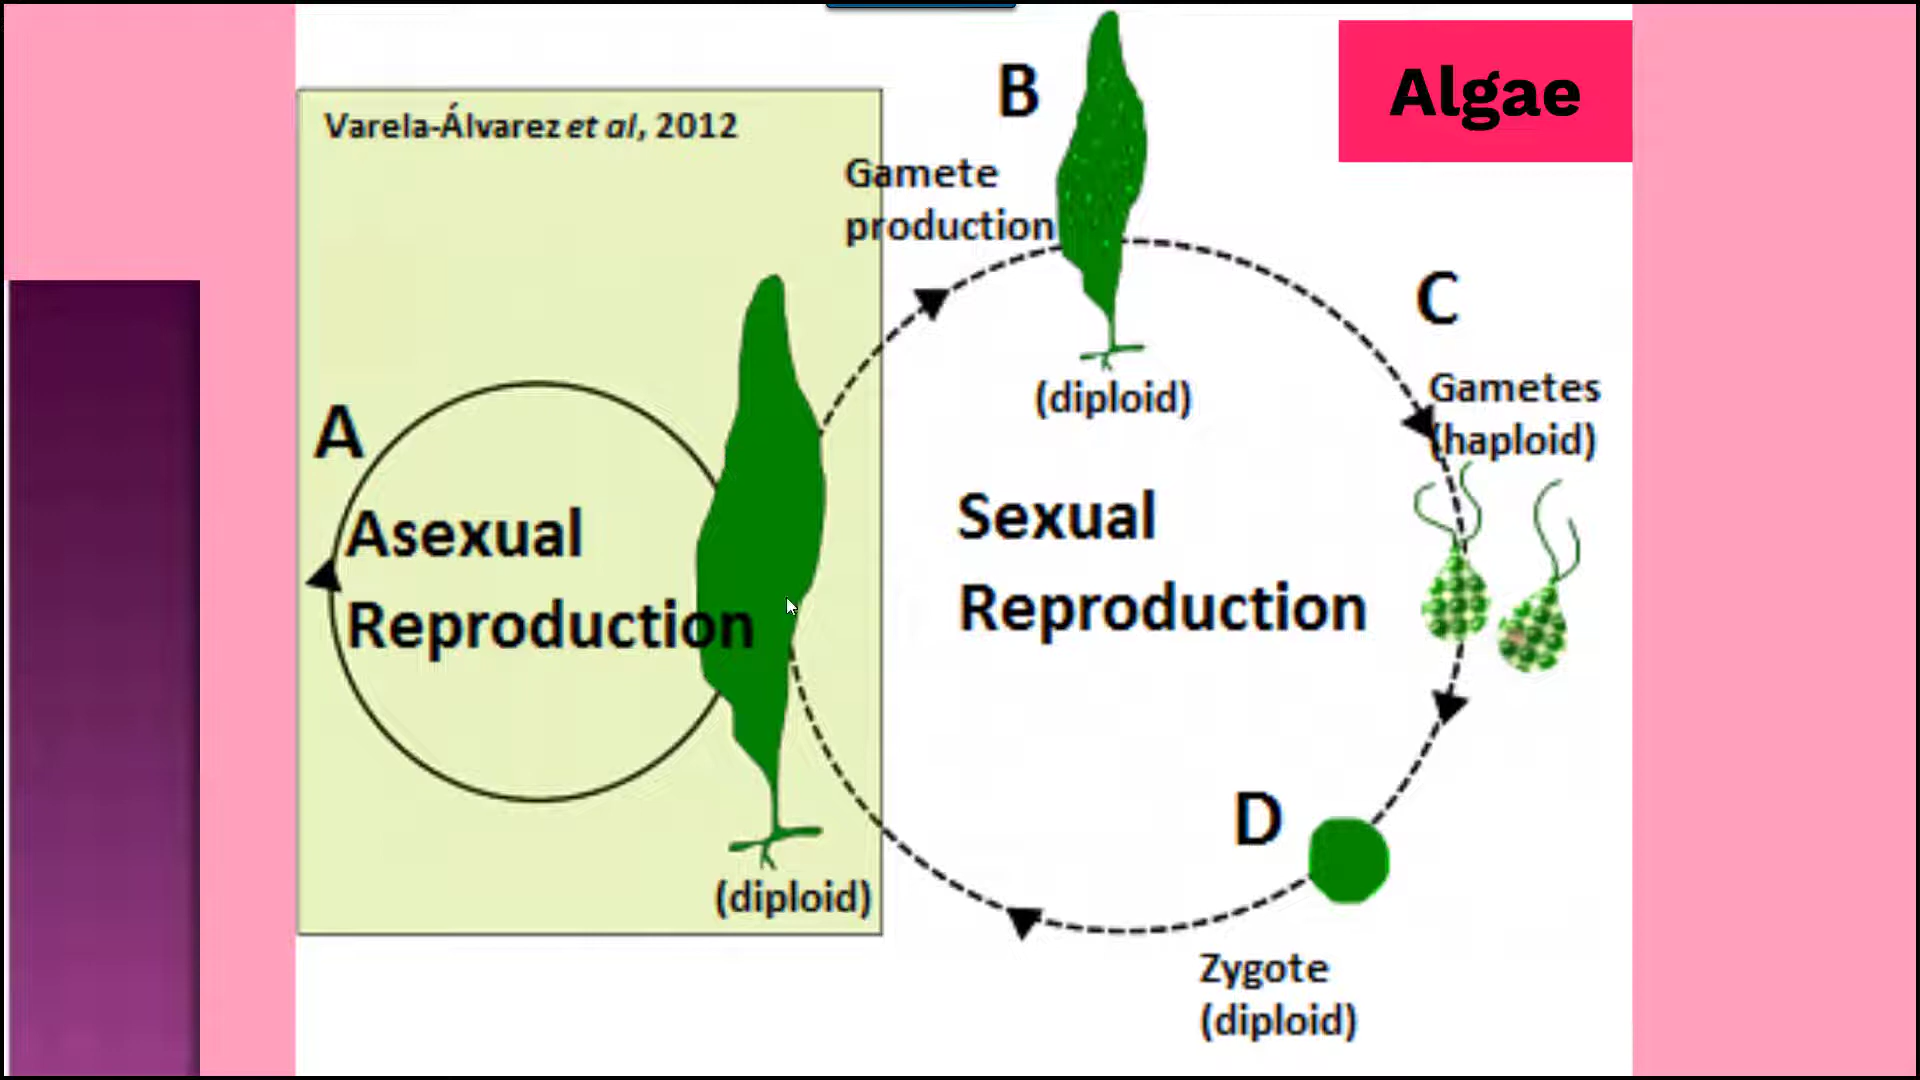 Algae
Varela-Álvarez et al, 2012
B
Gamete
production
(diploid)
C
Gametes
(haploid)
A
Asexual
Reproduction
(diploid)
Sexual
Reproduction
D
Zygote
(diploid)